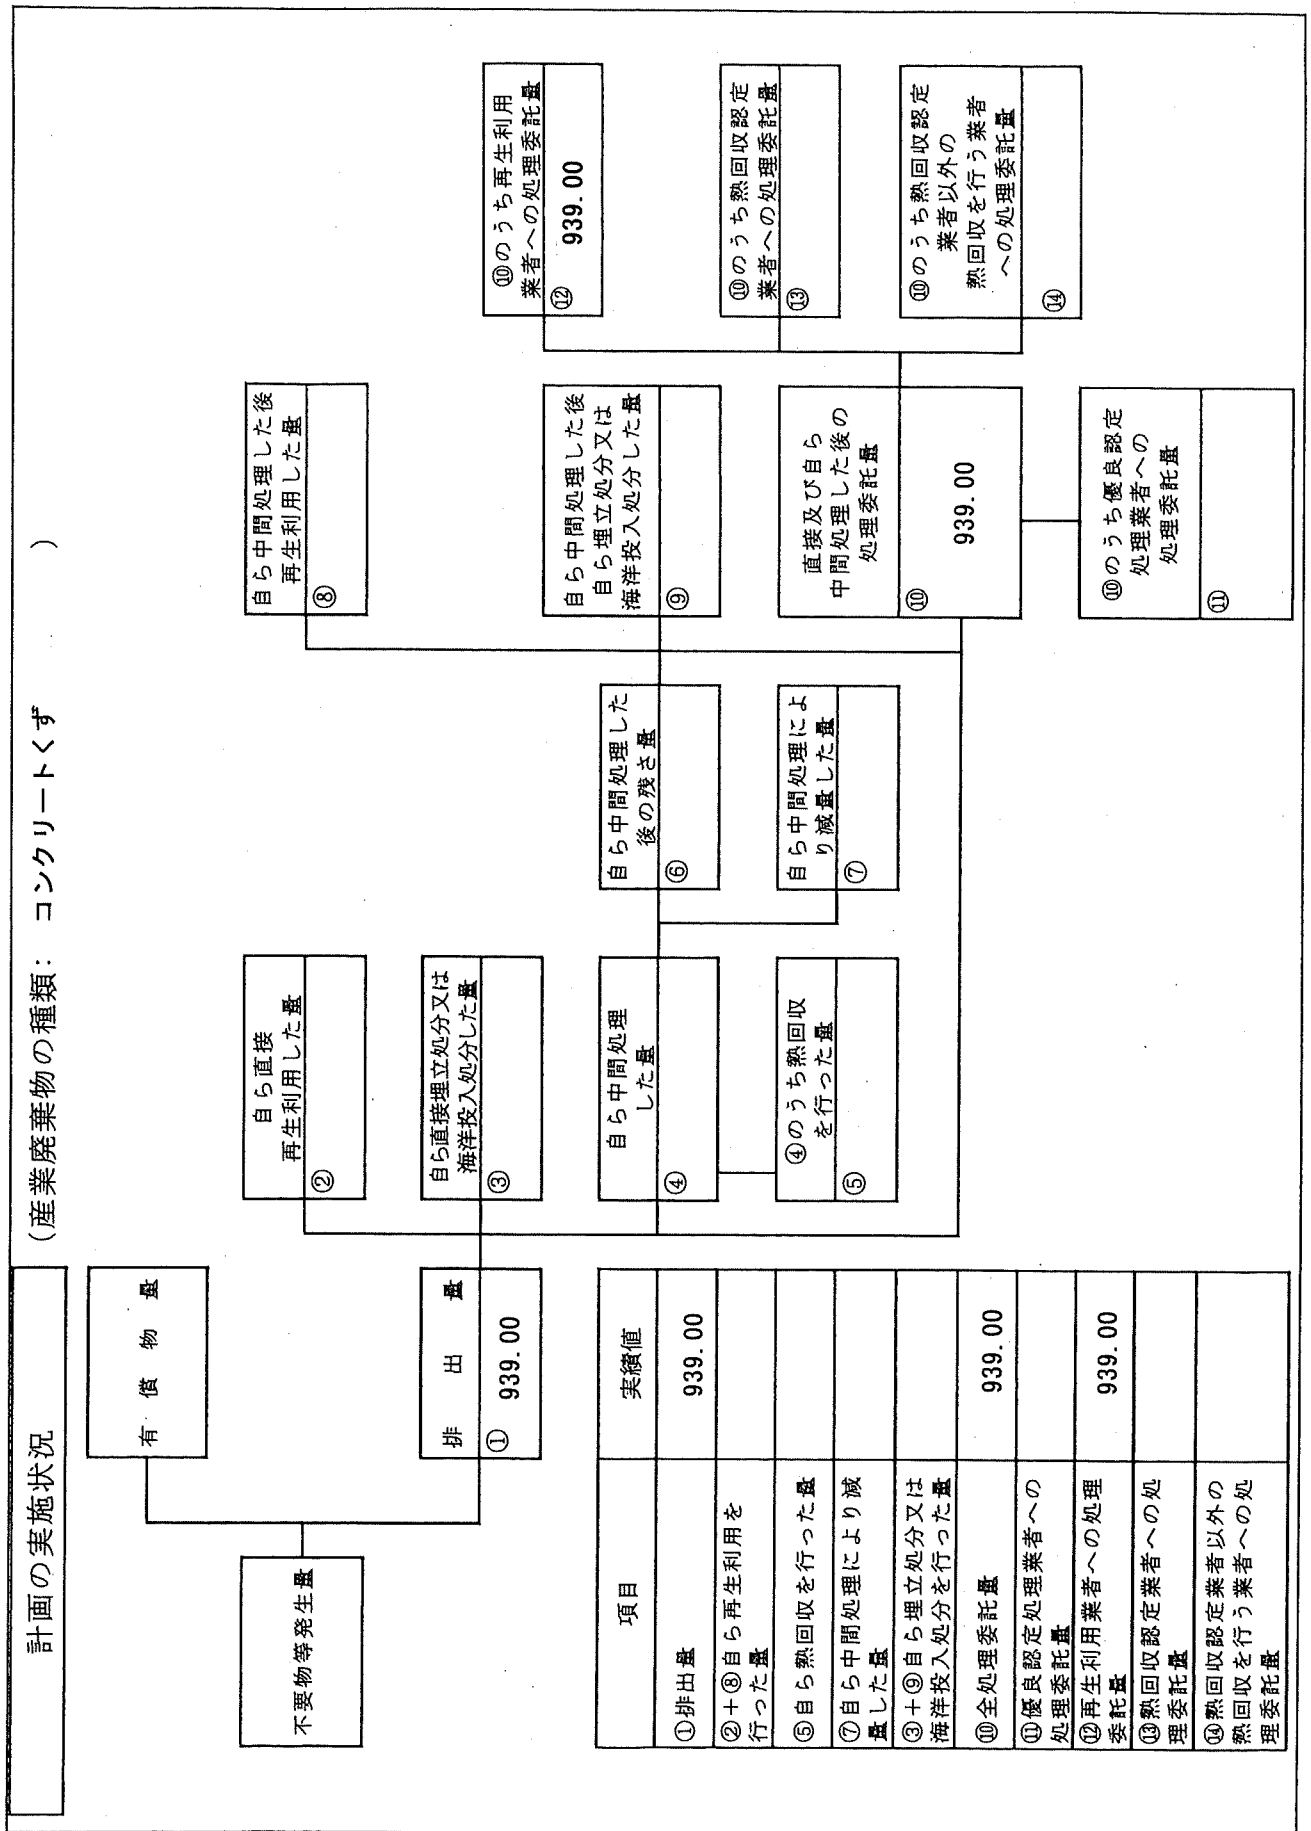 計画の実施状況
(産業廃棄物の種類: コンクリートくず )
不要物等発生量
有償物量
排出量
① 939.00
自ら直接
再生利用した量
②
自ら直接埋立処分又は
海洋投入処分した量
③
自ら中間処理
した量
④
④のうち熱回収
を行った量
⑤
自ら中間処理した
後の残さ量
⑥
自ら中間処理によ
り減量した量
⑦
自ら中間処理した後
再生利用した量
⑧
自ら中間処理した後
自ら埋立処分又は
海洋投入処分した量
⑨
直接及び自ら
中間処理した後の
処理委託量
⑩ 939.00
⑩のうち優良認定
処理業者への
処理委託量
⑪
⑩のうち再生利用
業者への処理委託量
⑫ 939.00
⑩のうち熱回収認定
業者への処理委託量
⑬
⑩のうち熱回収認定
業者以外の
熱回収を行う業者
への処理委託量
⑭
項目 実績値
①排出量 939.00
②+⑧自ら再生利用を
行った量
⑤自ら熱回収を行った量
⑦自ら中間処理により減
量した量
③+⑨自ら埋立処分又は
海洋投入処分を行った量
⑩全処理委託量 939.00
⑪優良認定処理業者への
処理委託量
⑫再生利用業者への処理
委託量 939.00
⑬熱回収認定業者への処
理委託量
⑭熱回収認定業者以外の
熱回収を行う業者への処
理委託量